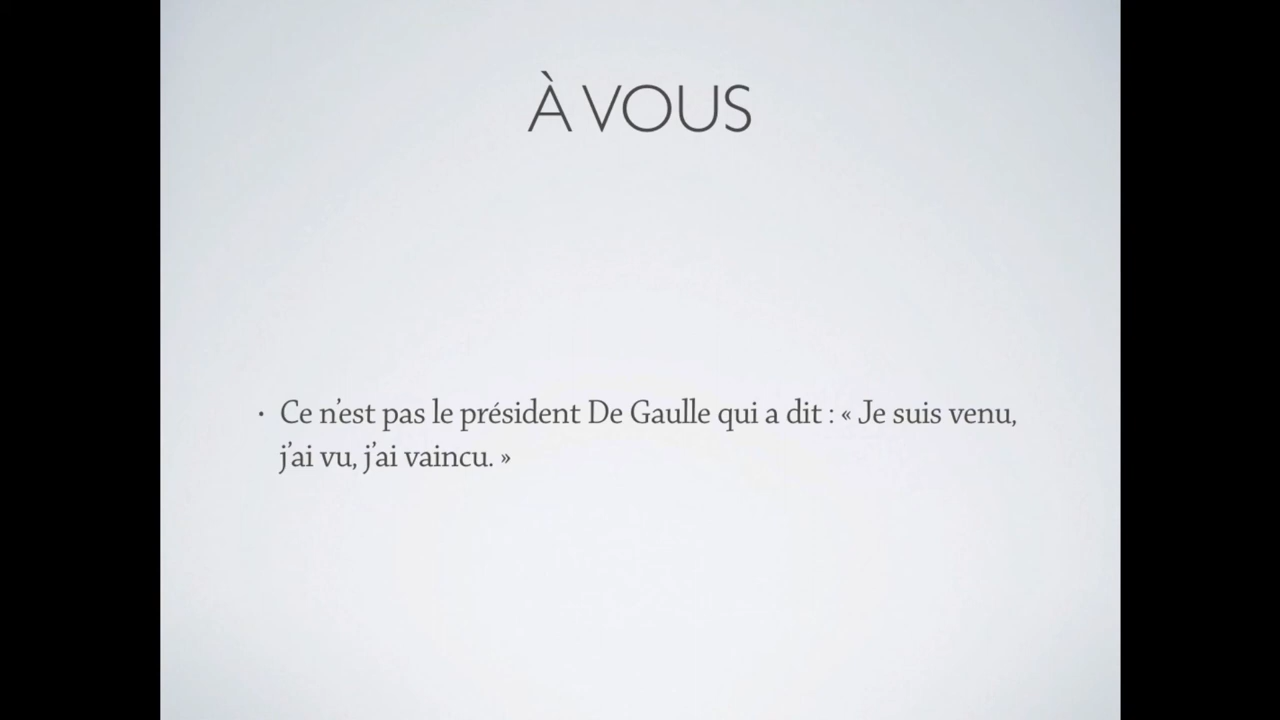 À VOUS
• Ce n’est pas le président De Gaulle qui a dit : « Je suis venu,
j’ai vu, j’ai vaincu. »